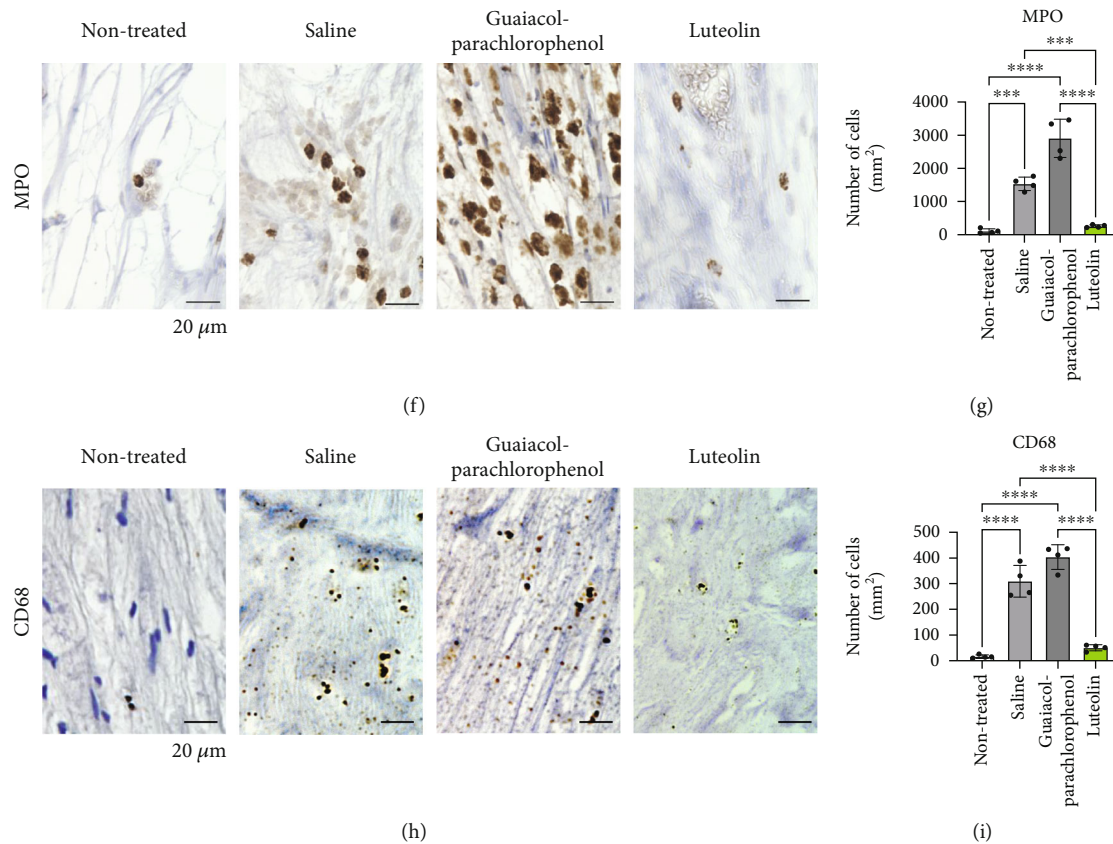 Non-treated
Saline
Guaiacol-
parachlorophenol
Luteolin
MPO
20 μm
(f)
MPO
***
****
***
****
Number of cells
(mm²)
4000
3000
2000
1000
0
Non-treated
Saline
Guaiacol-
parachlorophenol
Luteolin
(g)
Non-treated
Saline
Guaiacol-
parachlorophenol
Luteolin
CD68
20 μm
(h)
CD68
****
****
****
****
Number of cells
(mm²)
500
400
300
200
100
0
Non-treated
Saline
Guaiacol-
parachlorophenol
Luteolin
(i)